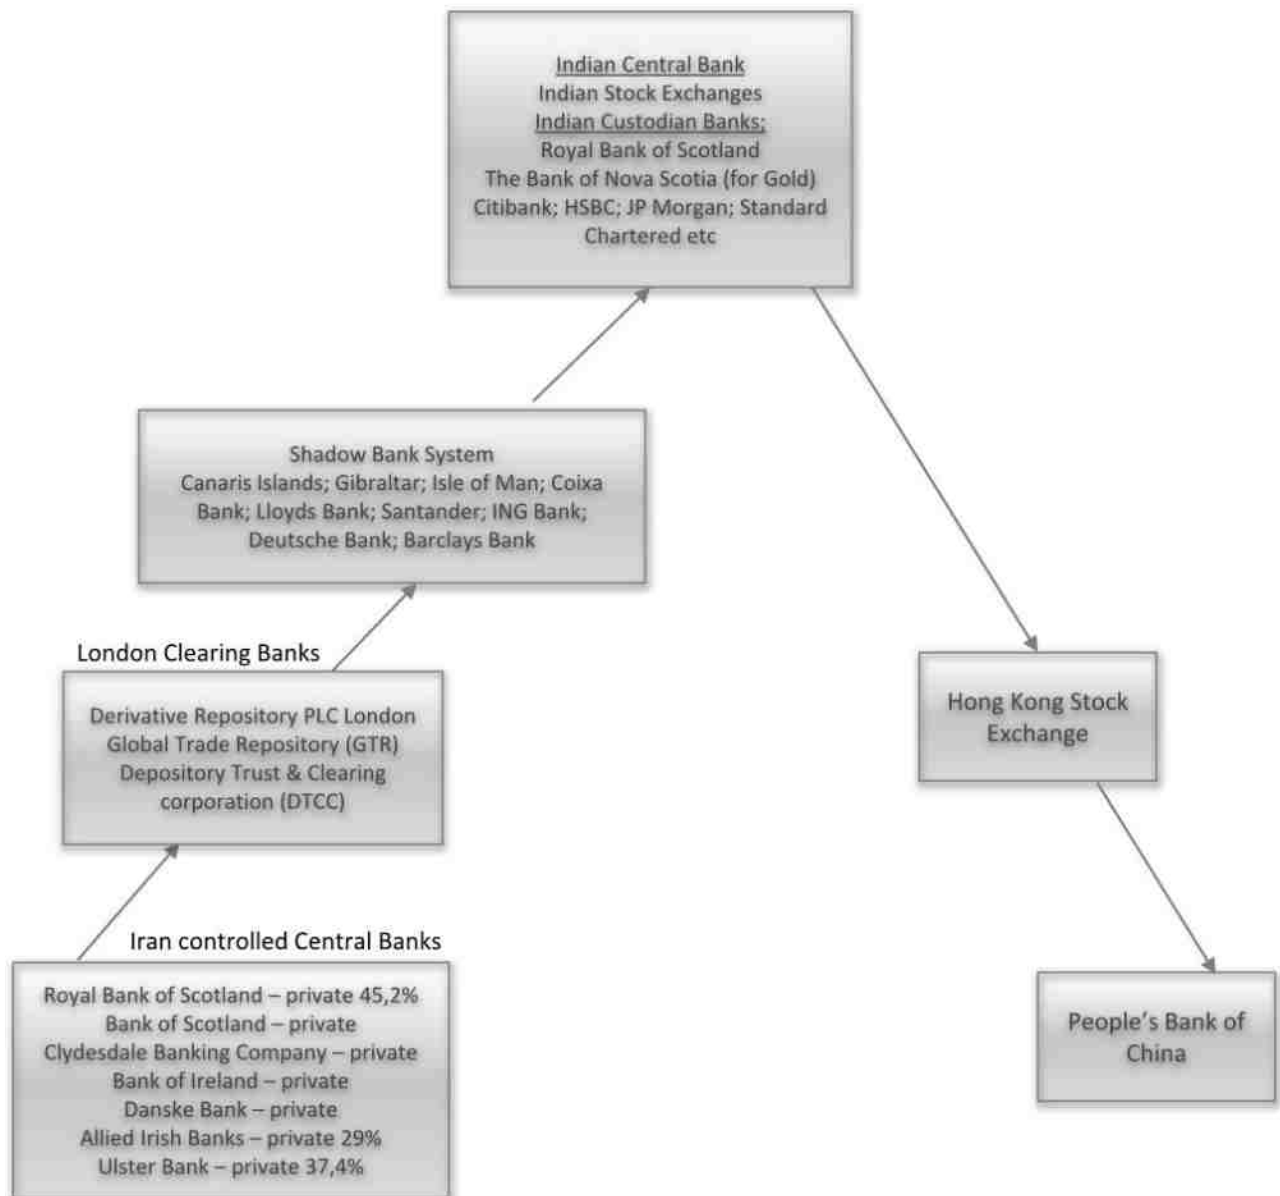 Indian Central Bank
Indian Stock Exchanges
Indian Custodian Banks;
Royal Bank of Scotland
The Bank of Nova Scotia (for Gold)
Citibank; HSBC; JP Morgan; Standard
Chartered etc
Shadow Bank System
Canaris Islands; Gibraltar; Isle of Man; Coixa
Bank; Lloyds Bank; Santander; ING Bank;
Deutsche Bank; Barclays Bank
London Clearing Banks
Derivative Repository PLC London
Global Trade Repository (GTR)
Depository Trust & Clearing
corporation (DTCC)
Iran controlled Central Banks
Royal Bank of Scotland – private 45,2%
Bank of Scotland – private
Clydesdale Banking Company – private
Bank of Ireland – private
Danske Bank – private
Allied Irish Banks – private 29%
Ulster Bank – private 37,4%
Hong Kong Stock
Exchange
People's Bank of
China